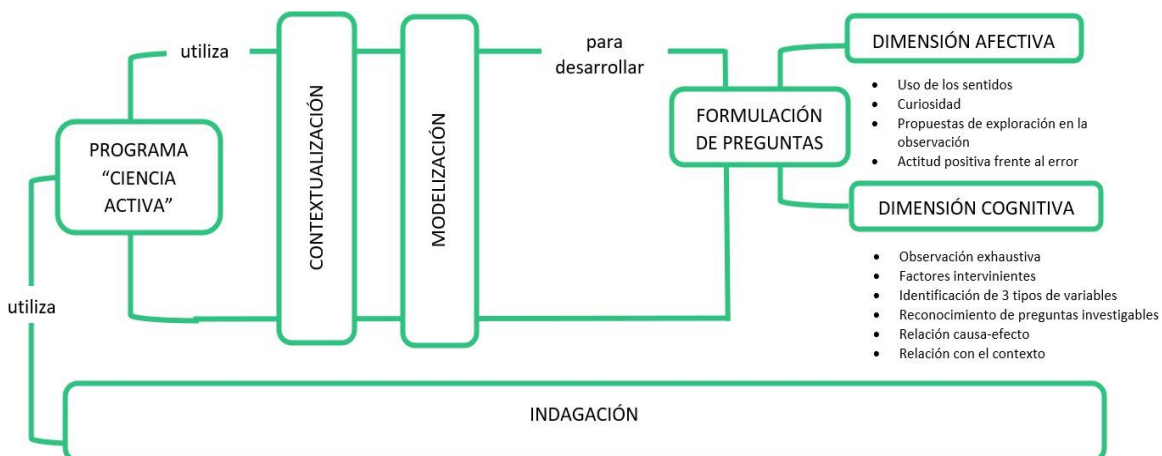 utiliza
PROGRAMA
“CIENCIA
ACTIVA”
utiliza
CONTEXTUALIZACIÓN
MODELIZACIÓN
para
desarrollar
FORMULACIÓN
DE PREGUNTAS
DIMENSIÓN AFECTIVA
• Uso de los sentidos
• Curiosidad
• Propuestas de exploración en la
observación
• Actitud positiva frente al error
DIMENSIÓN COGNITIVA
• Observación exhaustiva
• Factores intervinientes
• Identificación de 3 tipos de variables
• Reconocimiento de preguntas investigables
• Relación causa-efecto
• Relación con el contexto
INDAGACIÓN